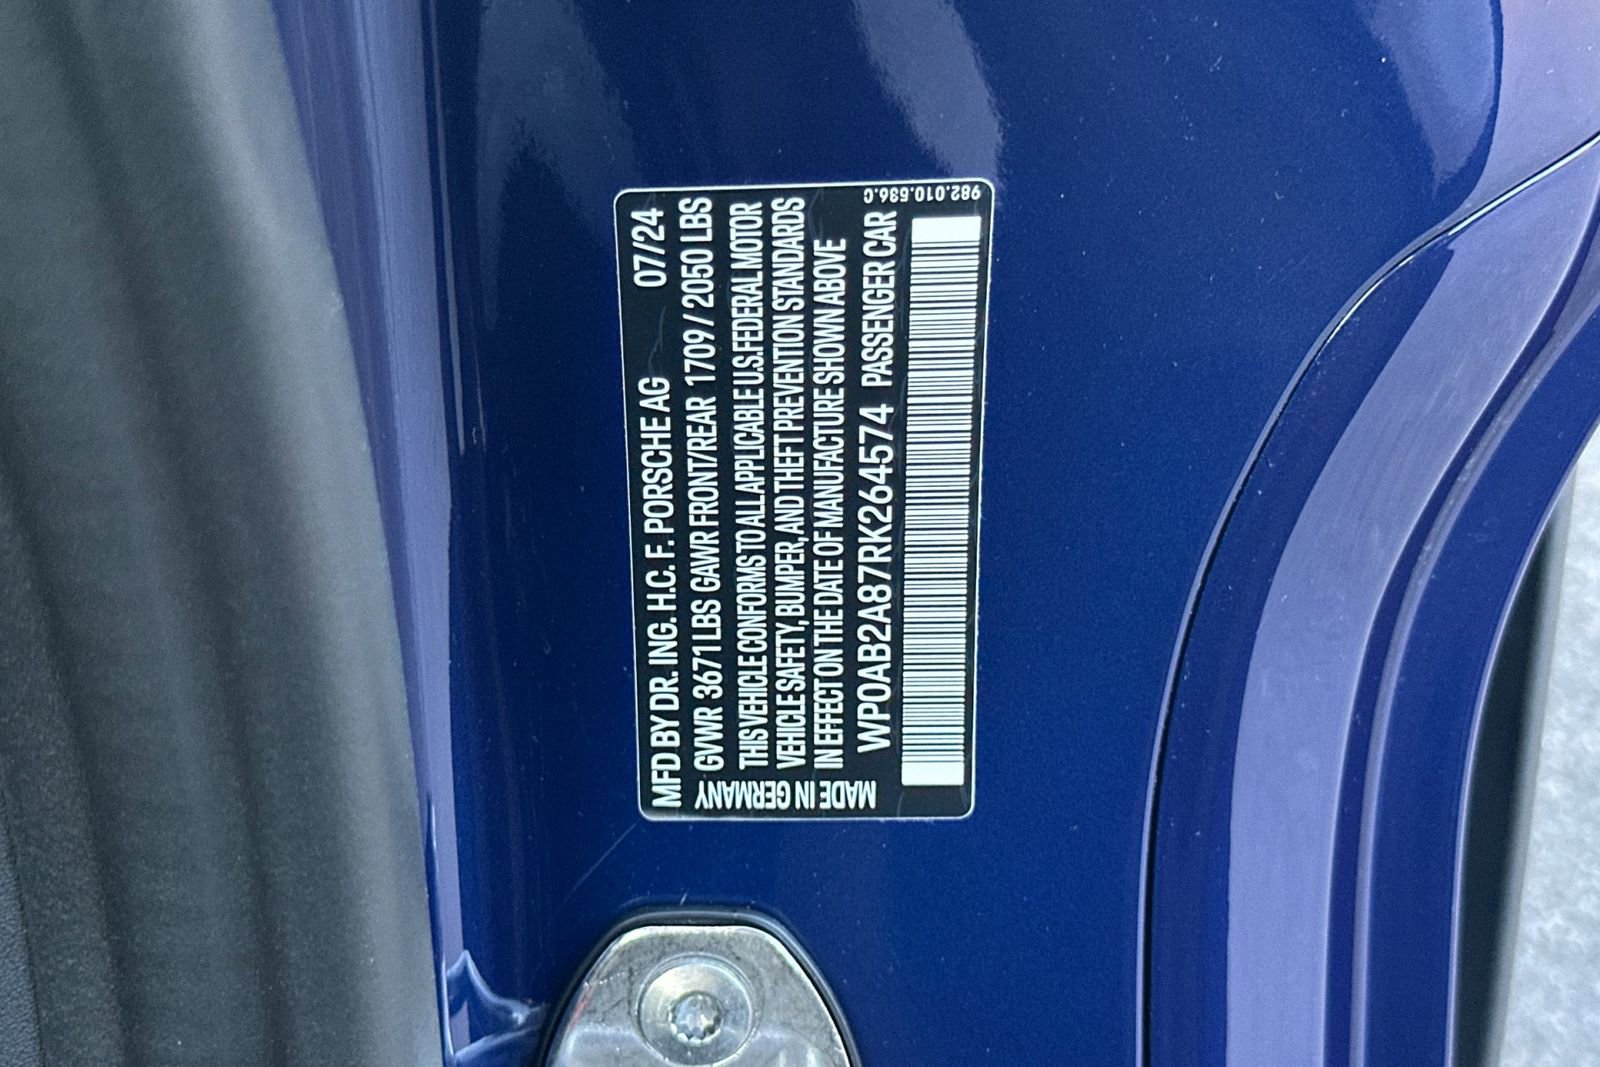 MFD BY DR. ING. H.C. F. PORSCHE AG 07/24
GVWR 3671 LBS GAWR FRONT/REAR 1709 / 2050 LBS
THIS VEHICLE CONFORMS TO ALL APPLICABLE U.S. FEDERAL MOTOR
VEHICLE SAFETY, BUMPER, AND THEFT PREVENTION STANDARDS
IN EFFECT ON THE DATE OF MANUFACTURE SHOWN ABOVE
WP0AB2A87RK264574 PASSENGER CAR
MADE IN GERMANY
982.010.536.C